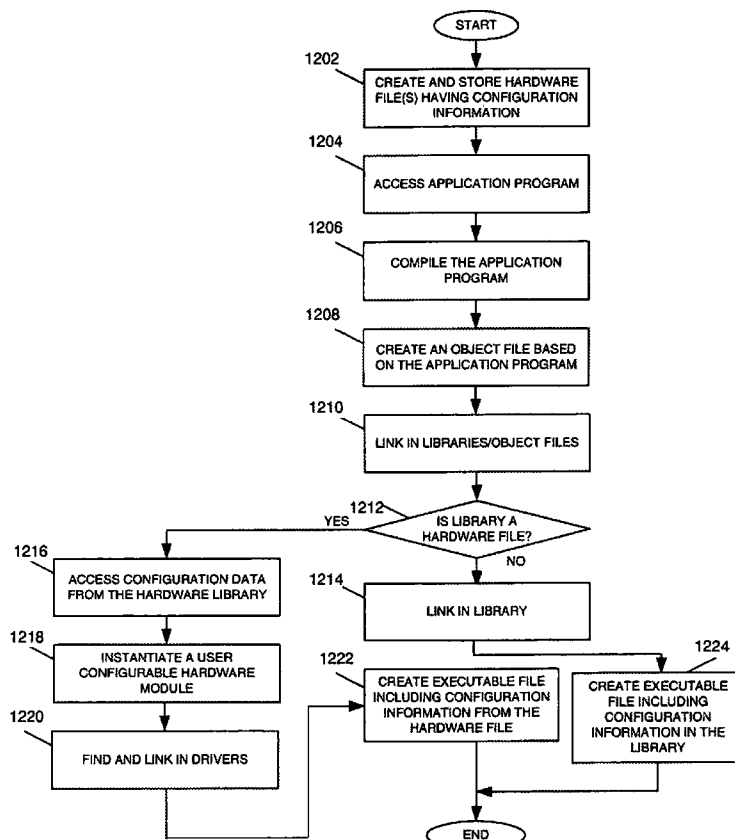 START
1202
CREATE AND STORE HARDWARE
FILE(S) HAVING CONFIGURATION
INFORMATION
1204
ACCESS APPLICATION PROGRAM
1206
COMPILE THE APPLICATION
PROGRAM
1208
CREATE AN OBJECT FILE BASED
ON THE APPLICATION PROGRAM
1210
LINK IN LIBRARIES/OBJECT FILES
1212
IS LIBRARY A
HARDWARE FILE?
YES
NO
1216
ACCESS CONFIGURATION DATA
FROM THE HARDWARE LIBRARY
1214
LINK IN LIBRARY
1218
INSTANTIATE A USER
CONFIGURABLE HARDWARE
MODULE
1222
CREATE EXECUTABLE FILE
INCLUDING CONFIGURATION
INFORMATION FROM THE
HARDWARE FILE
1224
CREATE EXECUTABLE
FILE INCLUDING
CONFIGURATION
INFORMATION IN THE
LIBRARY
1220
FIND AND LINK IN DRIVERS
END